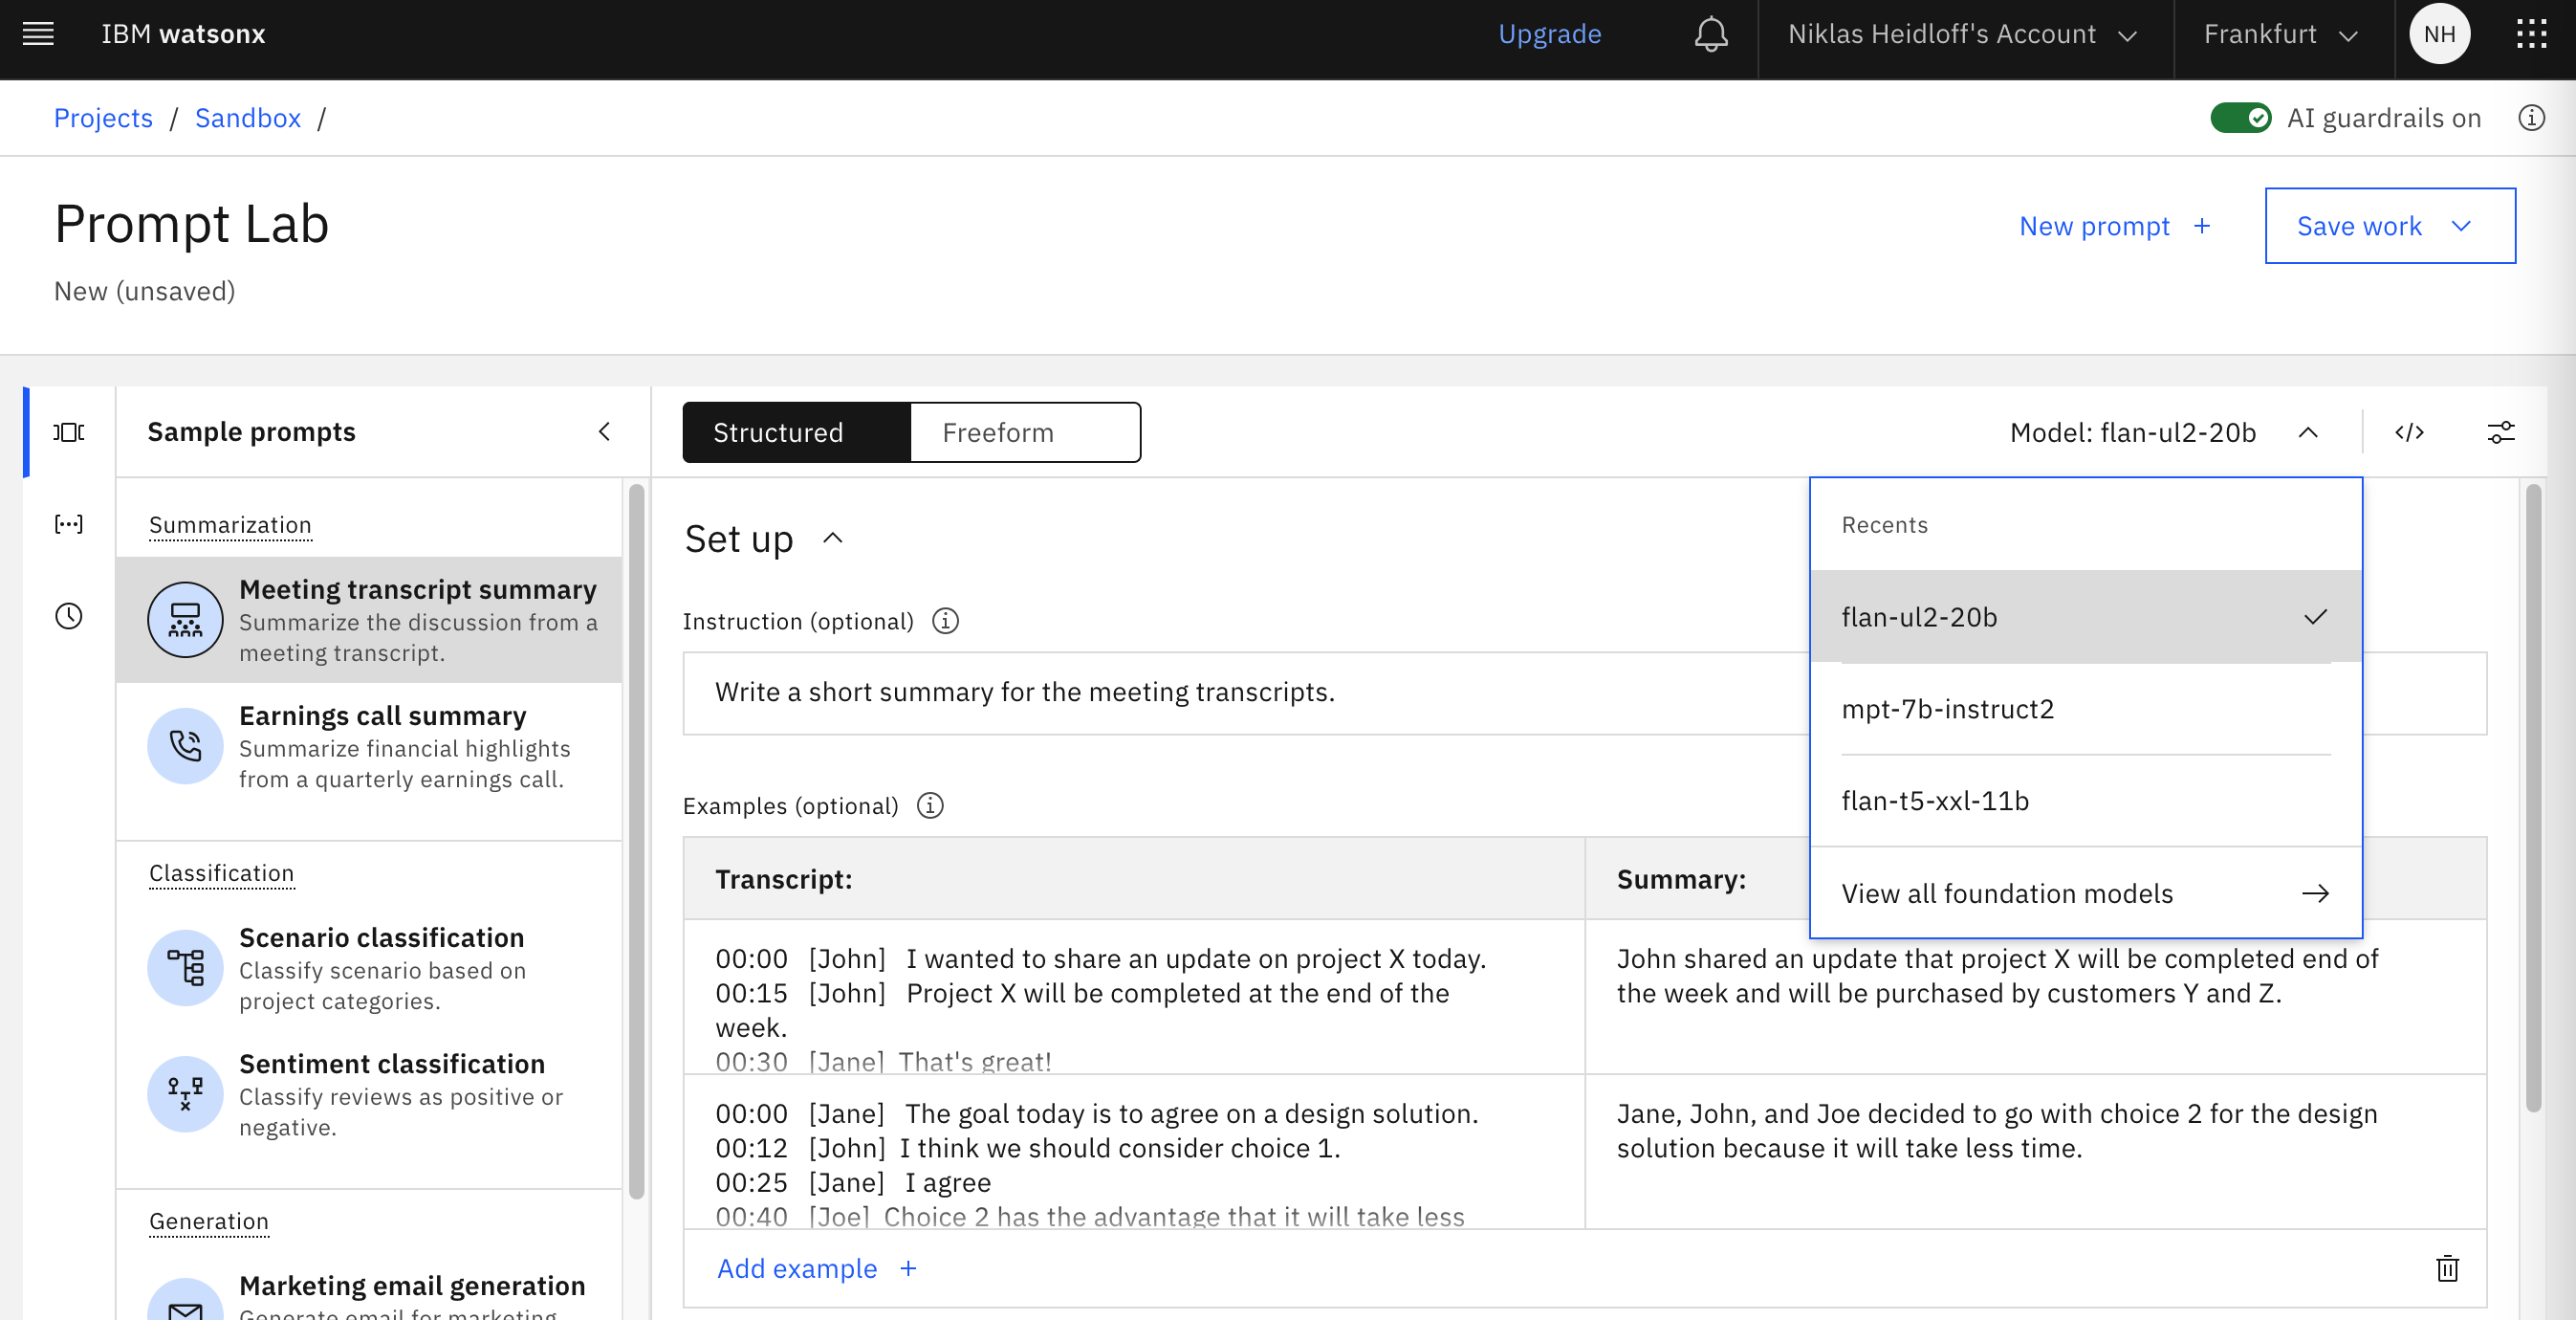 IBM watsonx
Upgrade
Niklas Heidloff's Account
Frankfurt
NH
Projects / Sandbox /
AI guardrails on
Prompt Lab
New prompt +
Save work
New (unsaved)
Sample prompts
Structured
Freeform
Model: flan-ul2-20b
Summarization
Meeting transcript summary
Summarize the discussion from a
meeting transcript.
Earnings call summary
Summarize financial highlights
from a quarterly earnings call.
Classification
Scenario classification
Classify scenario based on
project categories.
Sentiment classification
Classify reviews as positive or
negative.
Generation
Marketing email generation
Generate email for marketing
Set up
Instruction (optional)
Write a short summary for the meeting transcripts.
Examples (optional)
Transcript:
Summary:
00:00 [John] I wanted to share an update on project X today.
00:15 [John] Project X will be completed at the end of the
week.
00:30 [Jane] That's great!
John shared an update that project X will be completed end of
the week and will be purchased by customers Y and Z.
00:00 [Jane] The goal today is to agree on a design solution.
00:12 [John] I think we should consider choice 1.
00:25 [Jane] I agree
00:40 [Joe] Choice 2 has the advantage that it will take less
Jane, John, and Joe decided to go with choice 2 for the design
solution because it will take less time.
Add example +
Recents
flan-ul2-20b
mpt-7b-instruct2
flan-t5-xxl-11b
View all foundation models